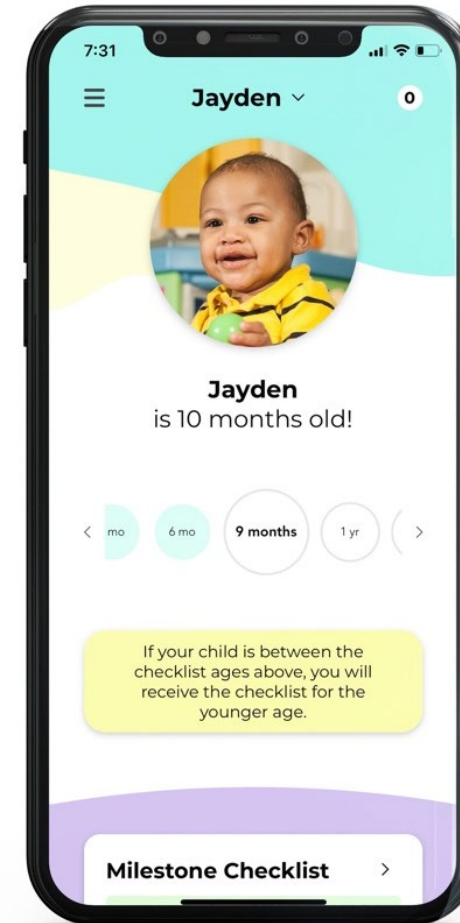 7:31
Jayden
0
Jayden
is 10 months old!
mo
6 mo
9 months
1 yr
If your child is between the
checklist ages above, you will
receive the checklist for the
younger age.
Milestone Checklist